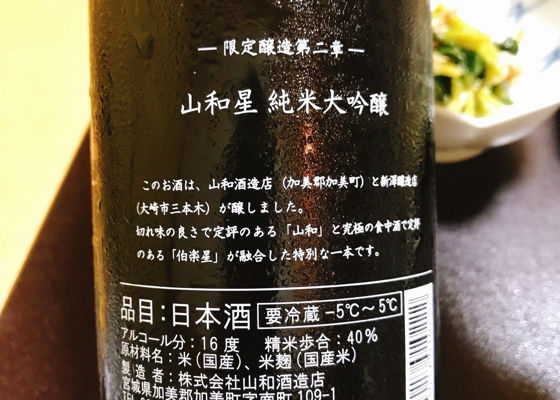 ― 限定醸造第二章 ―
山和星 純米大吟醸
このお酒は、山和酒造店（加美郡加美町）と新澤醸造店
（大崎市三本木）が醸しました。
切れ味の良さで定評のある「山和」と究極の食中酒で定評
のある「伯楽星」が融合した特別な一本です。
品目：日本酒 要冷蔵 −5℃～5℃
アルコール分：16度 精米歩合：40%
原材料名：米（国産）、米麹（国産米）
製造者：株式会社山和酒造店
宮城県加美郡加美町字南町109-1